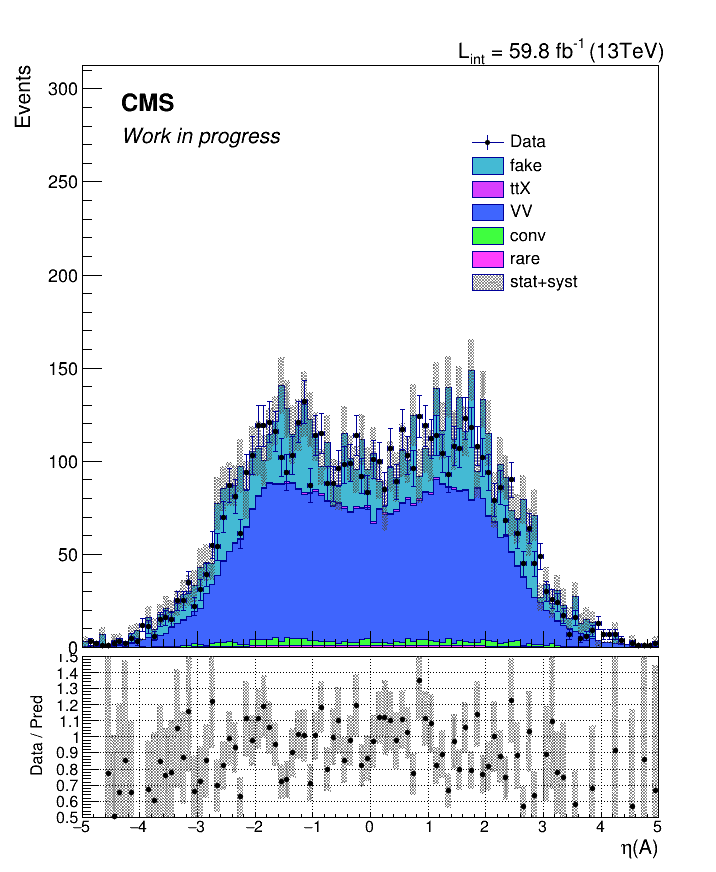 L_int = 59.8 fb^-1 (13TeV)
Events
CMS
Work in progress
Data
fake
ttX
VV
conv
rare
stat+syst
300
250
200
150
100
50
0
Data / Pred
1.5
1.4
1.3
1.2
1.1
1
0.9
0.8
0.7
0.6
0.5
−5 −4 −3 −2 −1 0 1 2 3 4 5
η(A)